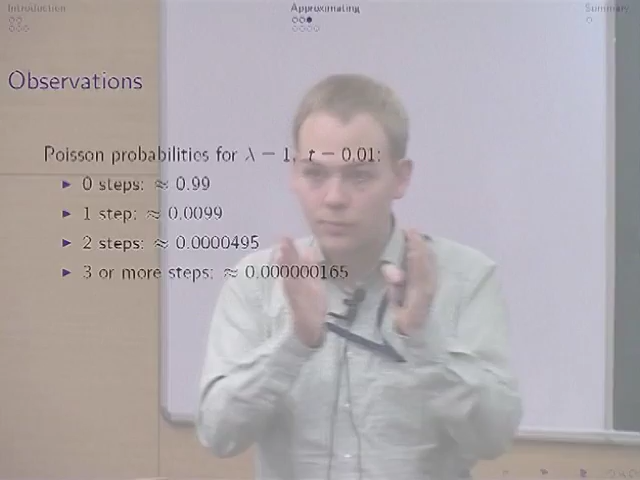 Introduction
Approximating
Summary
Observations
Poisson probabilities for λ = 1, t = 0.01:
► 0 steps: ≈ 0.99
► 1 step: ≈ 0.0099
► 2 steps: ≈ 0.0000495
► 3 or more steps: ≈ 0.000000165